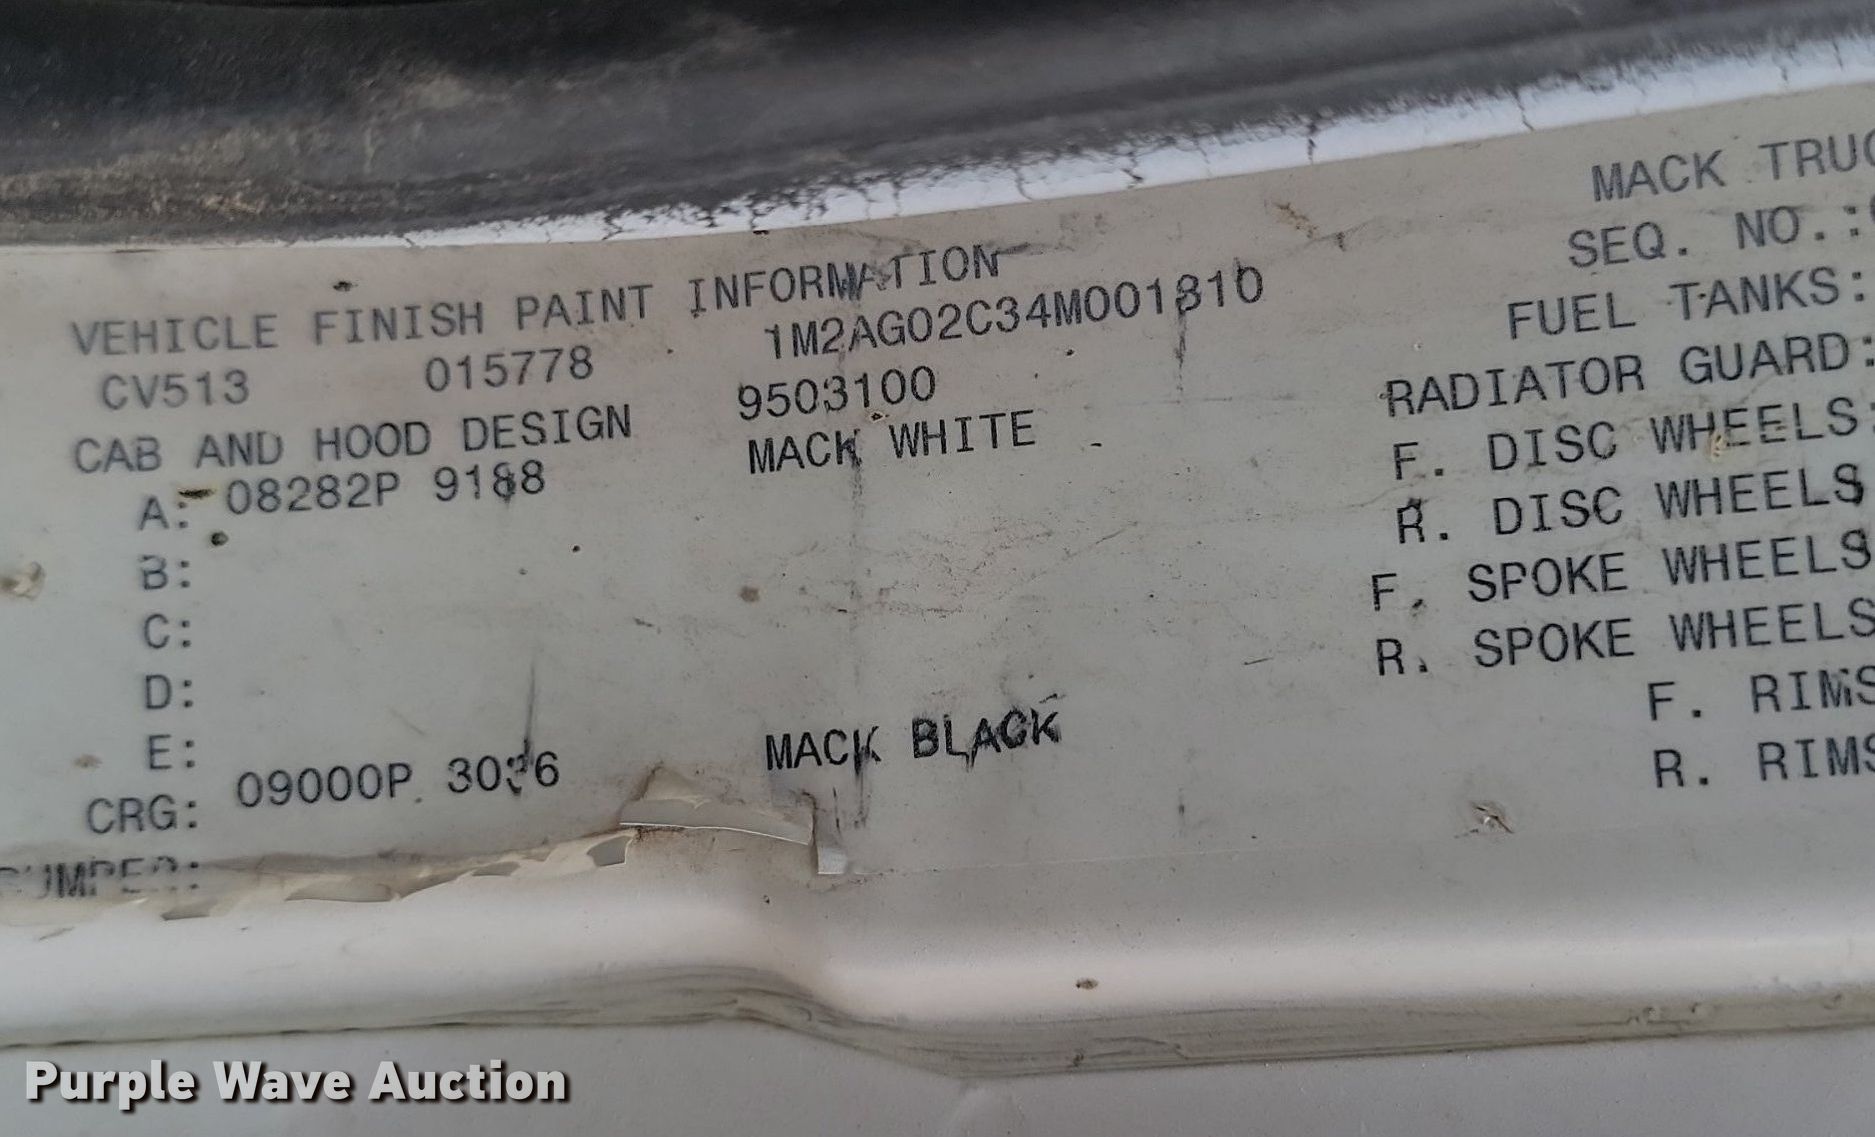 VEHICLE FINISH PAINT INFORMATION
CV513 015778 1M2AG02C34M001810
CAB AND HOOD DESIGN 9503100
A: 08282P 9188 MACK WHITE
B:
C:
D:
E:
CRG: 09000P 3036 MACK BLACK
MACK
SEQ. NO.:
FUEL TANKS:
RADIATOR GUARD:
F. DISC WHEELS
R. DISC WHEELS
F. SPOKE WHEELS
R. SPOKE WHEELS
F. RIMS
R. RIMS
Purple Wave Auction